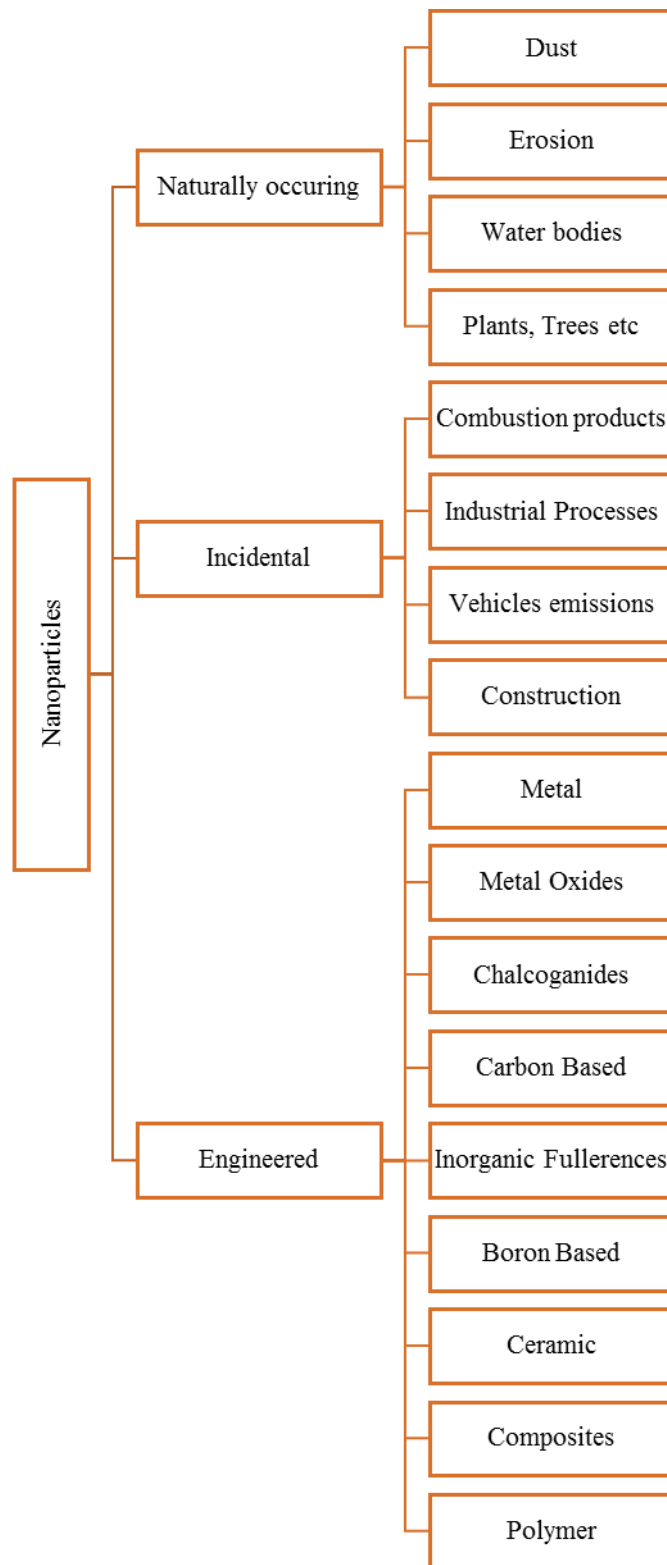 Nanoparticles
Naturally occuring
Dust
Erosion
Water bodies
Plants, Trees etc
Incidental
Combustion products
Industrial Processes
Vehicles emissions
Construction
Engineered
Metal
Metal Oxides
Chalcoganides
Carbon Based
Inorganic Fullerences
Boron Based
Ceramic
Composites
Polymer